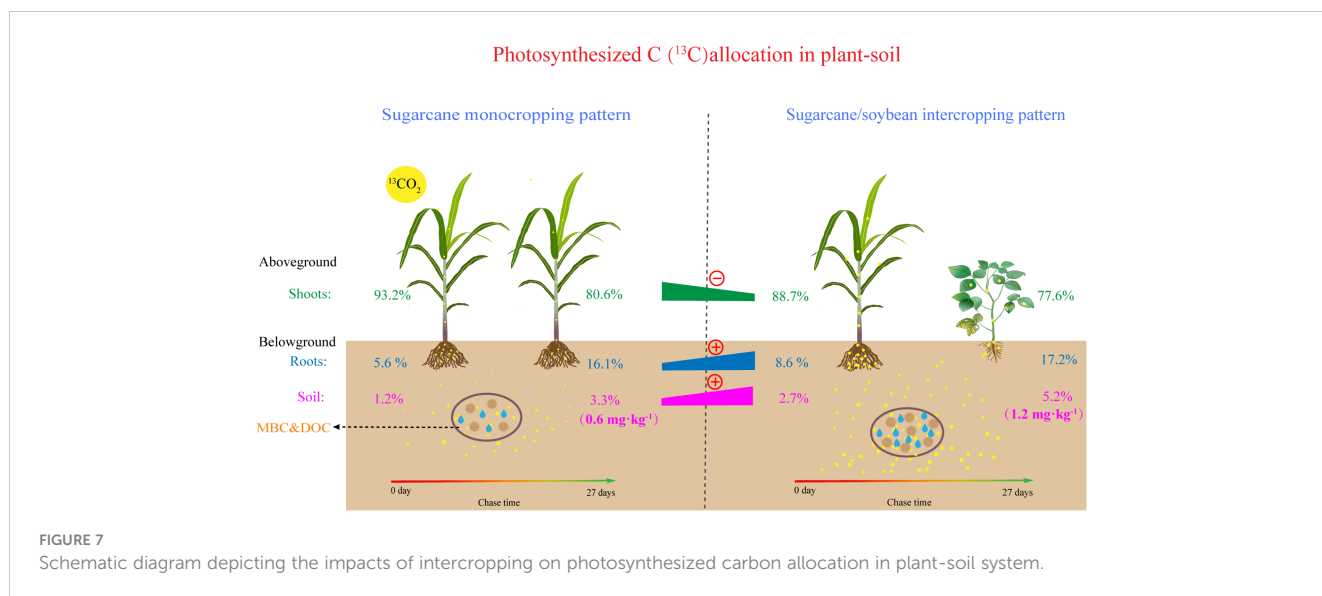 Photosynthesized C (¹³C)allocation in plant-soil
Sugarcane monocropping pattern
Sugarcane/soybean intercropping pattern
¹³CO₂
Aboveground
Shoots: 93.2% 80.6% 88.7% 77.6%
Belowground
Roots: 5.6 % 16.1% 8.6 % 17.2%
Soil: 1.2% 3.3% 2.7% 5.2%
(0.6 mg·kg⁻¹) (1.2 mg·kg⁻¹)
MBC&DOC
0 day 27 days 0 day 27 days
Chase time Chase time
FIGURE 7
Schematic diagram depicting the impacts of intercropping on photosynthesized carbon allocation in plant-soil system.